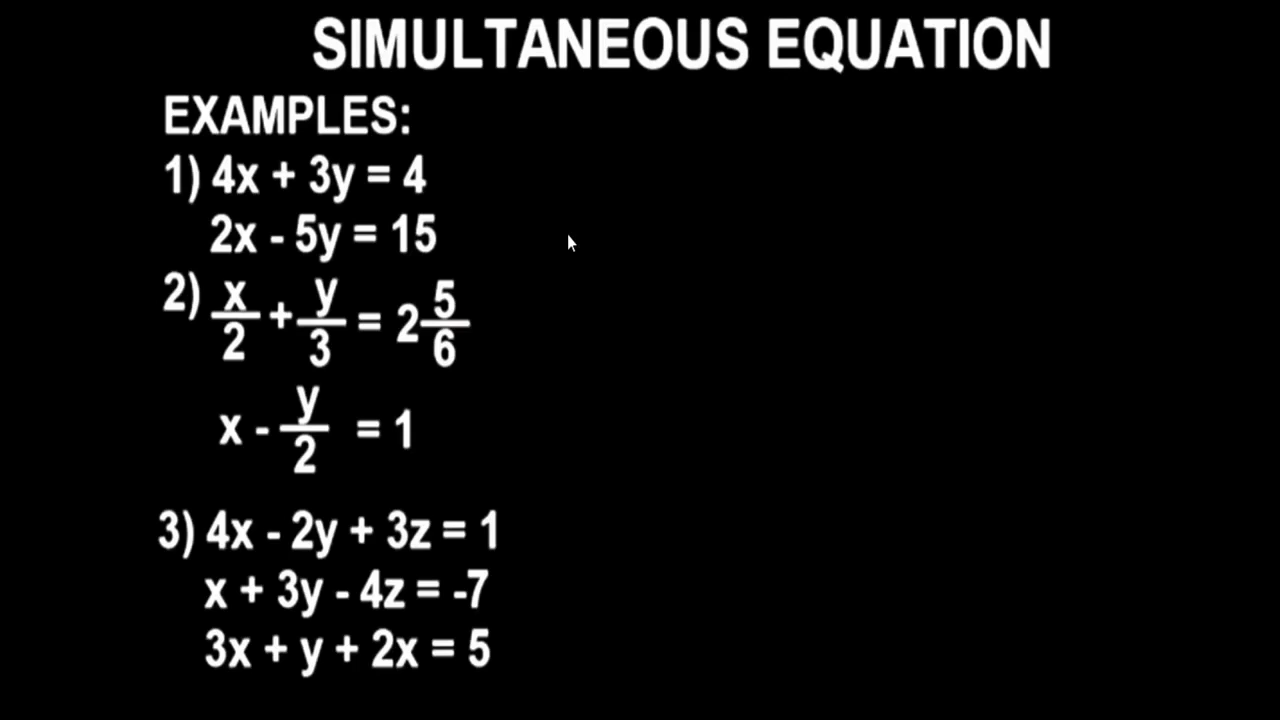 SIMULTANEOUS EQUATION
EXAMPLES:
1) 4x + 3y = 4
2x - 5y = 15
2) x/2 + y/3 = 2 5/6
x - y/2 = 1
3) 4x - 2y + 3z = 1
x + 3y - 4z = -7
3x + y + 2x = 5